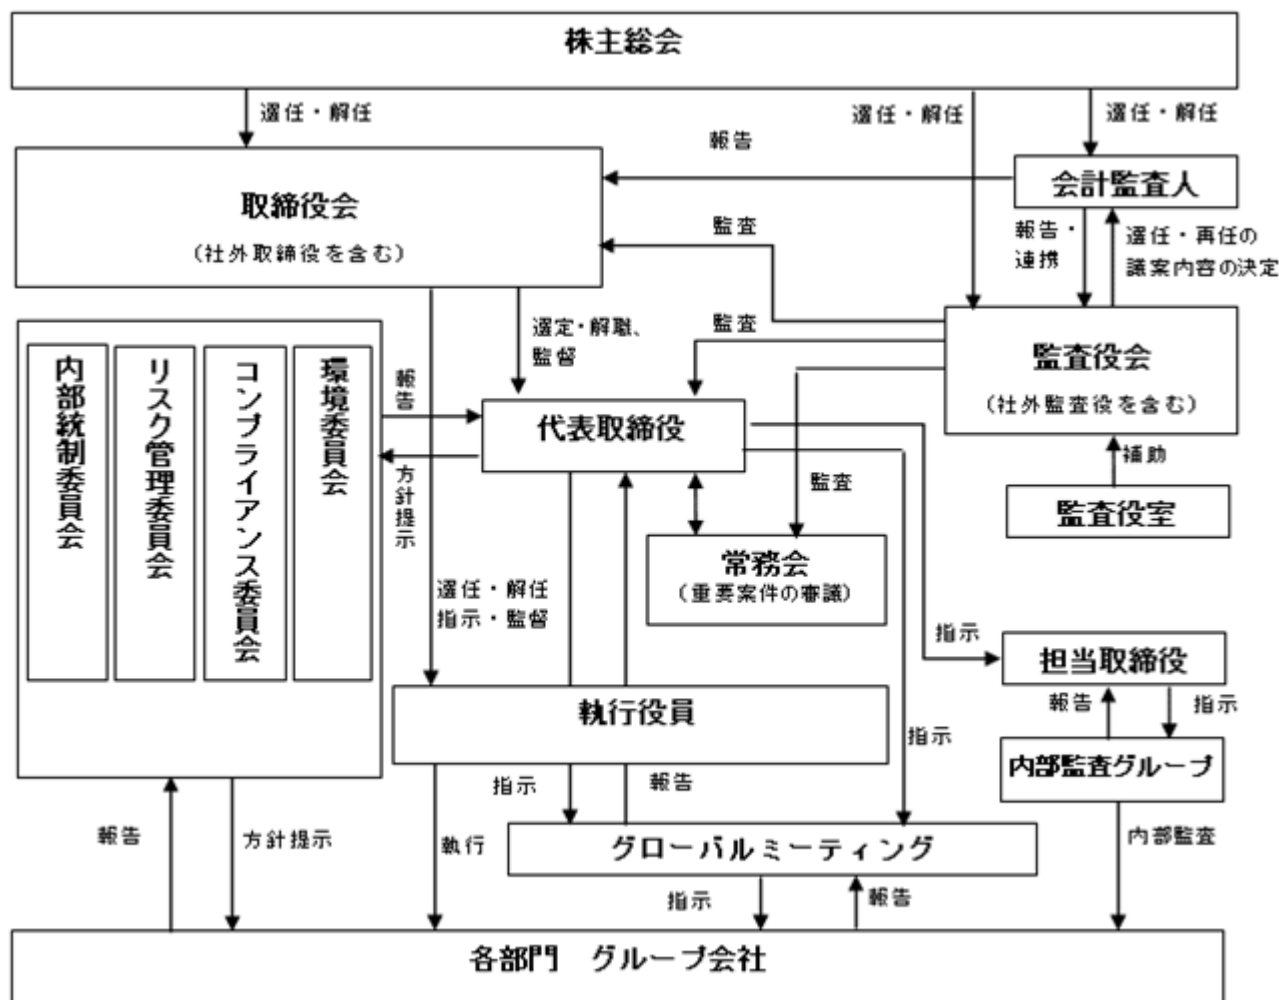 株主総会
選任・解任
選任・解任
選任・解任
報告
会計監査人
取締役会
（社外取締役を含む）
監査
報告・
連携
選任・再任の
議案内容の決定
選定・解職、
監督
監査
監査役会
（社外監査役を含む）
内部統制委員会
リスク管理委員会
コンプライアンス委員会
環境委員会
報告
代表取締役
方針提示
監査
補助
監査役室
常務会
（重要案件の審議）
選任・解任
指示・監督
指示
担当取締役
報告
指示
執行役員
指示
内部監査グループ
指示
報告
報告
方針提示
執行
グローバルミーティング
内部監査
指示
報告
各部門　グループ会社